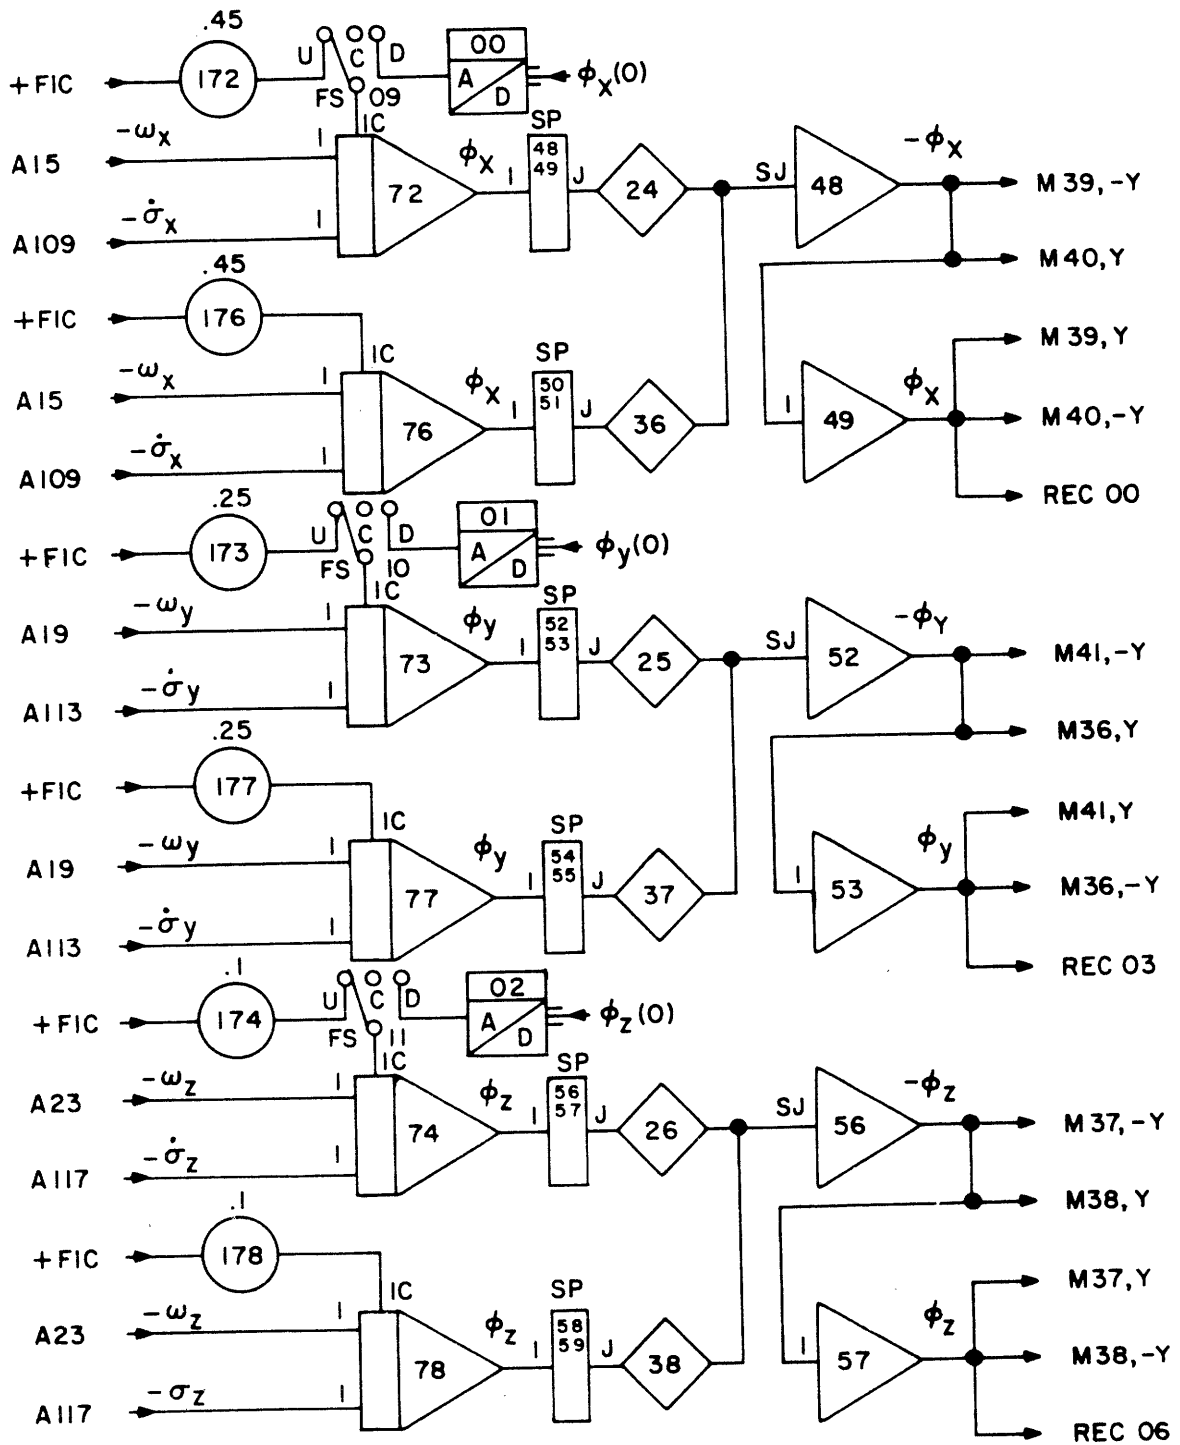 .45
+FIC 172 U C D 00 A D ϕx(0)
FS 09
IC SP
A15 -ωx 1 72 ϕx 1 48 49 J 24 SJ 48 -ϕx M 39,-Y
A109 -σ̇x 1 M 40,Y
.45
+FIC 176 M 39,Y
IC SP
A15 -ωx 1 76 ϕx 1 50 51 J 36 1 49 ϕx M 40,-Y
A109 -σ̇x 1 REC 00
.25
+FIC 173 U C D 01 A D ϕy(0)
FS 10
IC SP
A19 -ωy 1 73 ϕy 1 52 53 J 25 SJ 52 -ϕY M41,-Y
A113 -σ̇y 1 M36,Y
.25
+FIC 177 M41,Y
IC SP
A19 -ωy 1 77 ϕy 1 54 55 J 37 1 53 ϕy M36,-Y
A113 -σ̇y 1 REC 03
.1
+FIC 174 U C D 02 A D ϕz(0)
FS 11
IC SP
A23 -ωz 1 74 ϕz 1 56 57 J 26 SJ 56 -ϕz M 37,-Y
A117 -σ̇z 1 M38,Y
.1
+FIC 178 M37,Y
IC SP
A23 -ωz 1 78 ϕz 1 58 59 J 38 1 57 ϕz M38,-Y
A117 -σz 1 REC 06